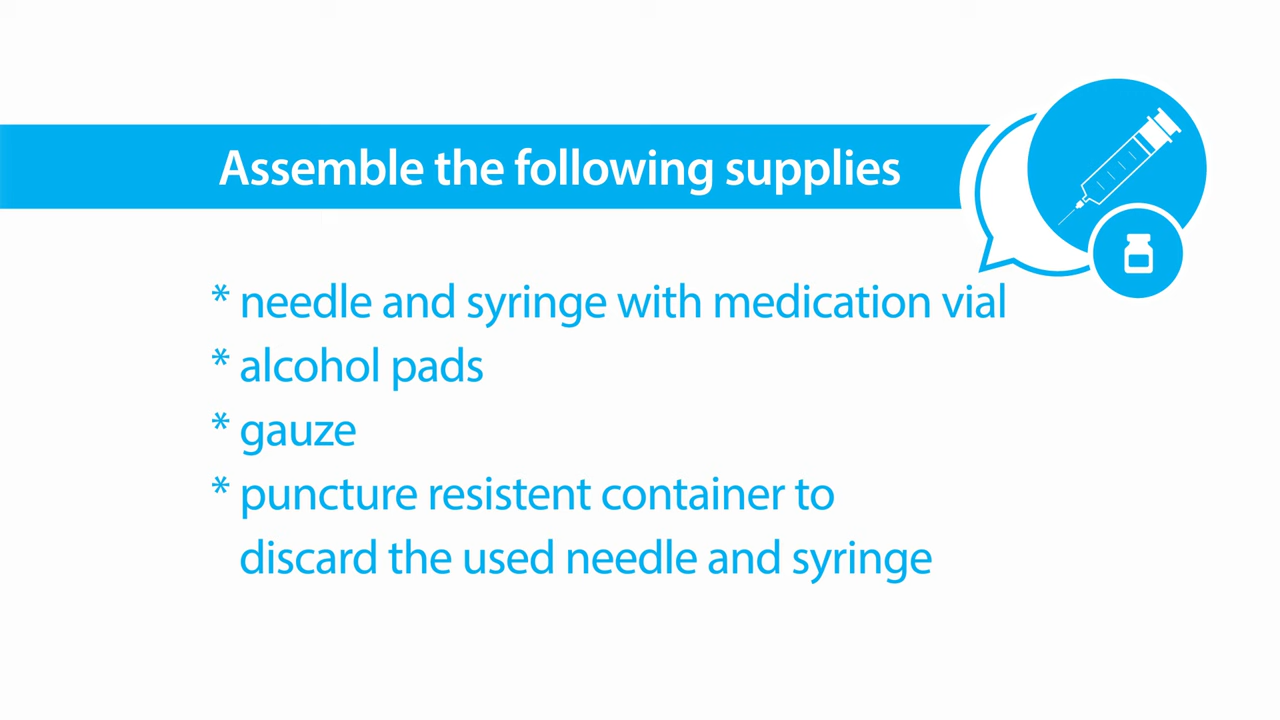 Assemble the following supplies
* needle and syringe with medication vial
* alcohol pads
* gauze
* puncture resistent container to
discard the used needle and syringe